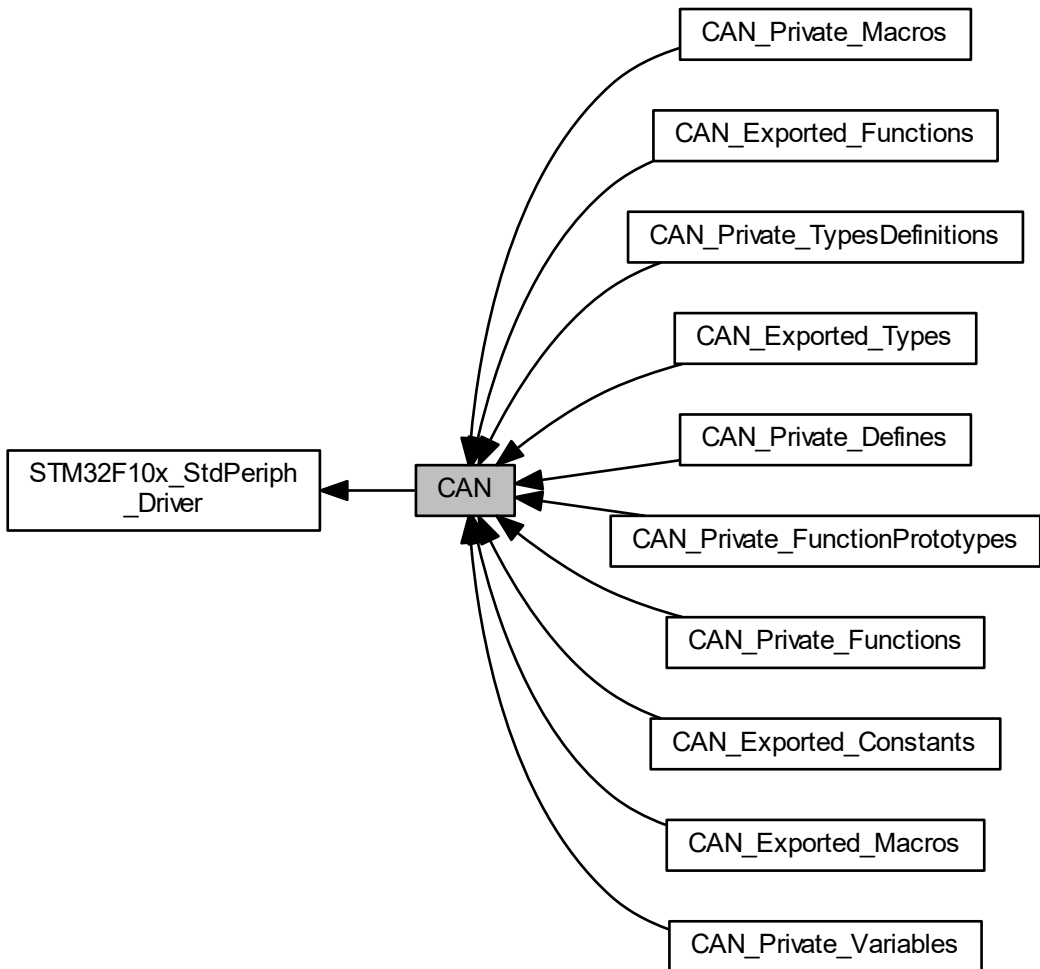 CAN_Private_Macros
CAN_Exported_Functions
CAN_Private_TypesDefinitions
CAN_Exported_Types
CAN_Private_Defines
STM32F10x_StdPeriph
_Driver
CAN
CAN_Private_FunctionPrototypes
CAN_Private_Functions
CAN_Exported_Constants
CAN_Exported_Macros
CAN_Private_Variables